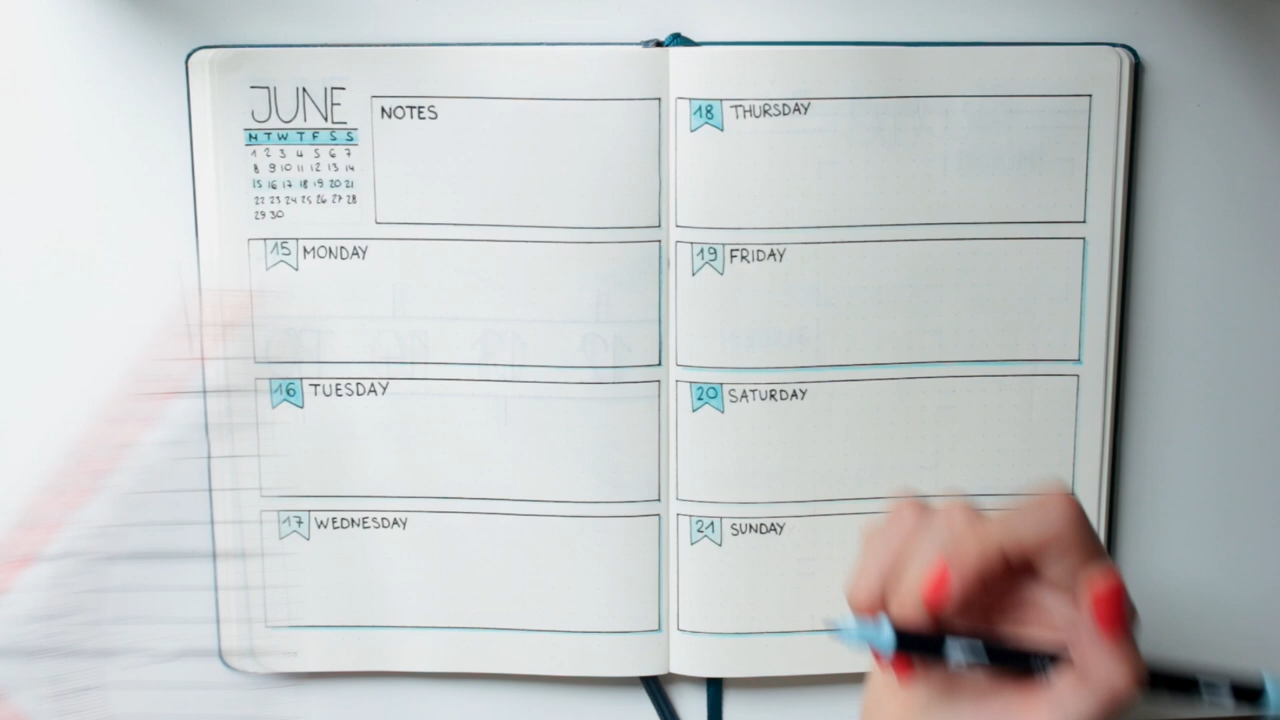 JUNE
M T W T F S S
1 2 3 4 5 6 7
8 9 10 11 12 13 14
15 16 17 18 19 20 21
22 23 24 25 26 27 28
29 30
NOTES
15 MONDAY
16 TUESDAY
17 WEDNESDAY
18 THURSDAY
19 FRIDAY
20 SATURDAY
21 SUNDAY